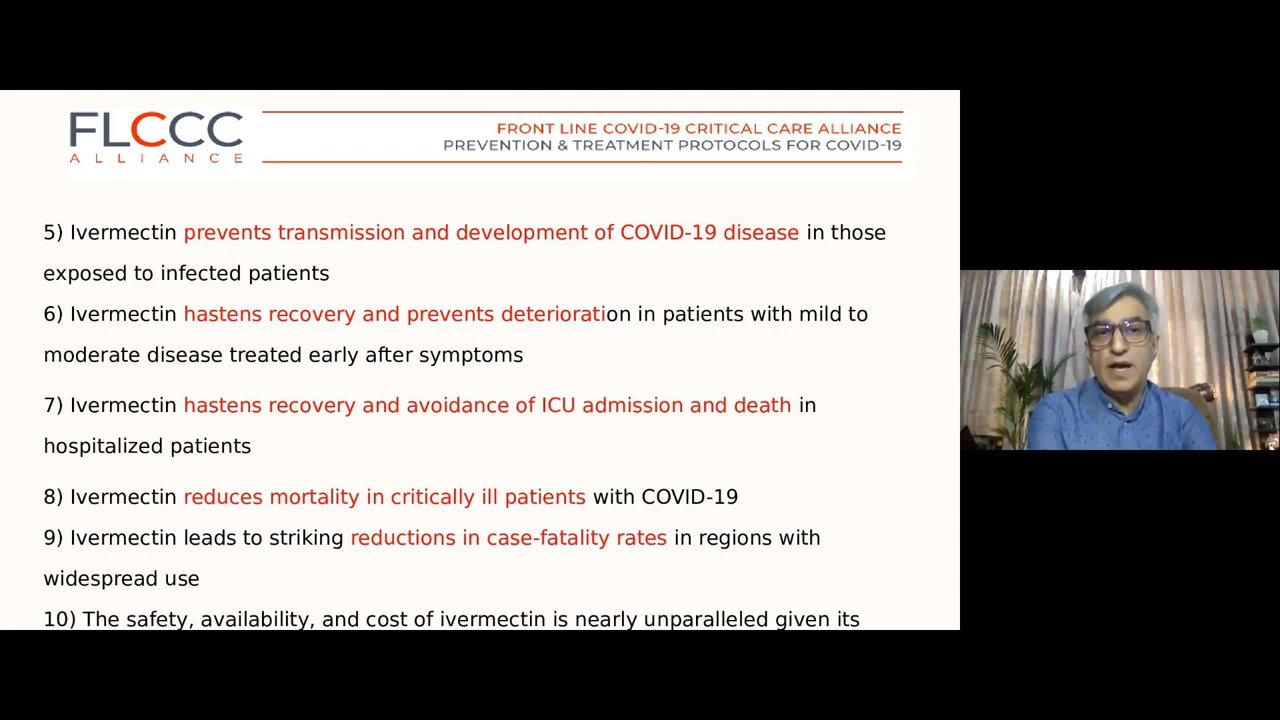 FLCCC
ALLIANCE
FRONT LINE COVID-19 CRITICAL CARE ALLIANCE
PREVENTION & TREATMENT PROTOCOLS FOR COVID-19
5) Ivermectin prevents transmission and development of COVID-19 disease in those
exposed to infected patients
6) Ivermectin hastens recovery and prevents deterioration in patients with mild to
moderate disease treated early after symptoms
7) Ivermectin hastens recovery and avoidance of ICU admission and death in
hospitalized patients
8) Ivermectin reduces mortality in critically ill patients with COVID-19
9) Ivermectin leads to striking reductions in case-fatality rates in regions with
widespread use
10) The safety, availability, and cost of ivermectin is nearly unparalleled given its